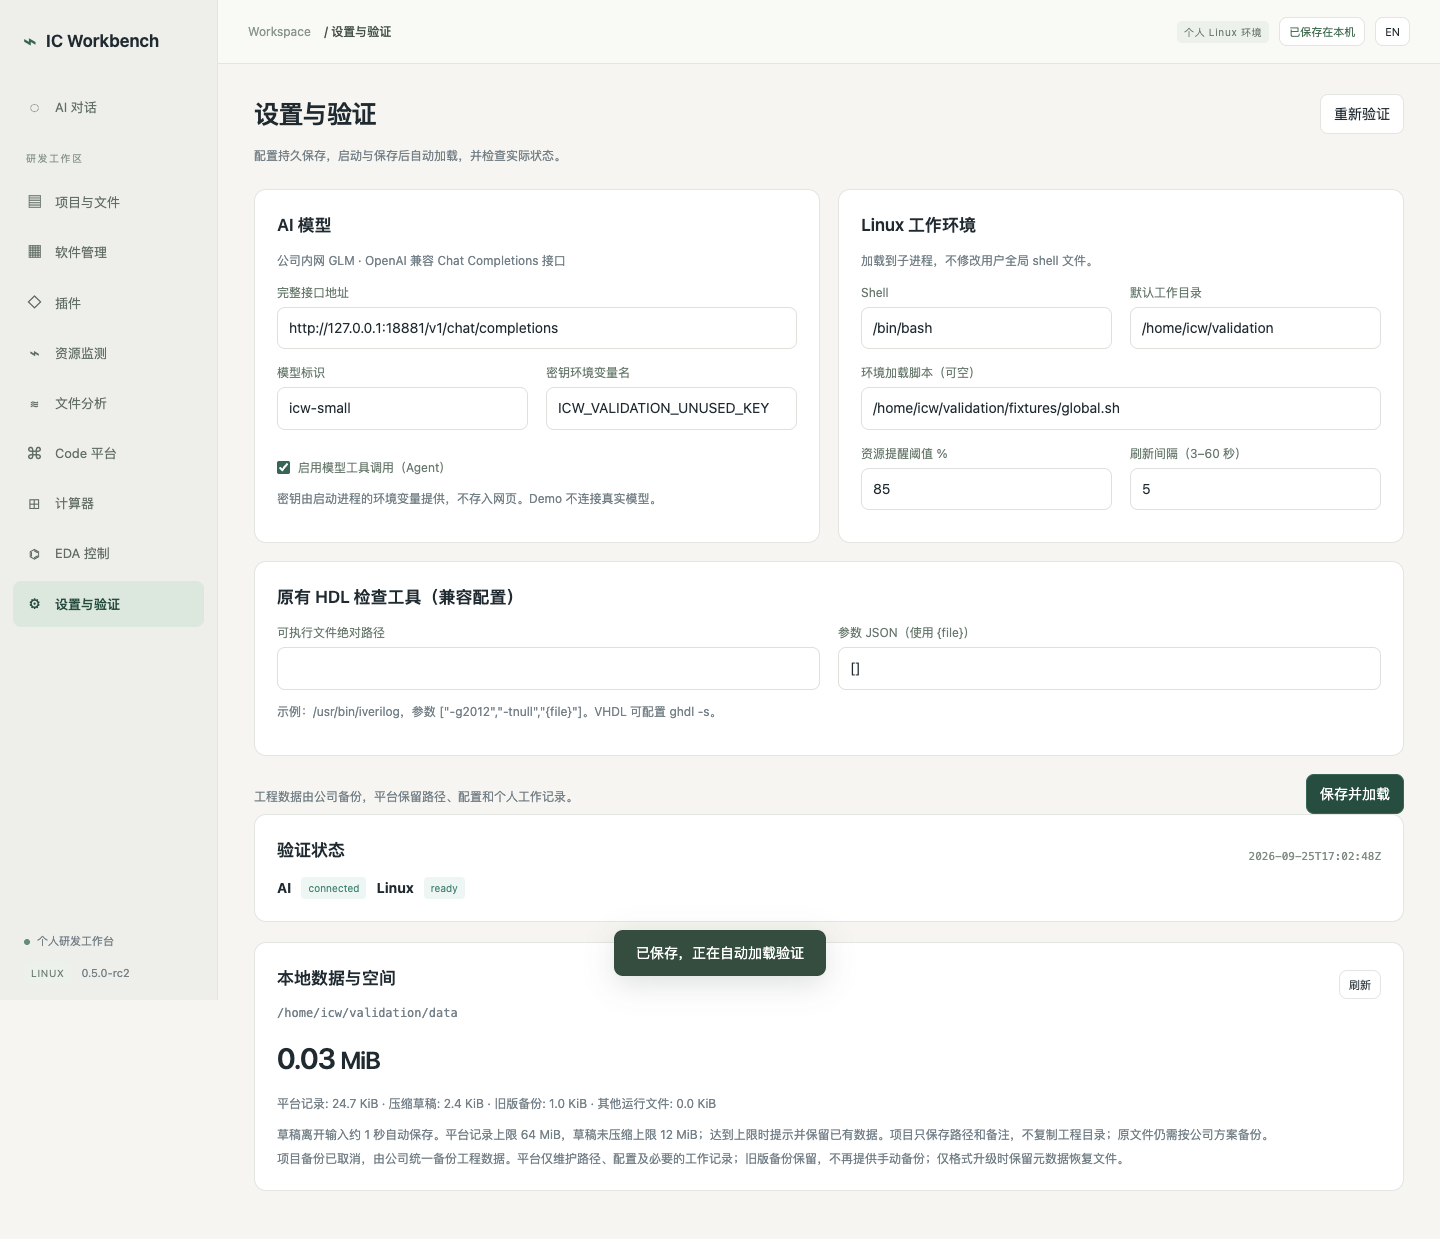 IC Workbench
AI 对话
研发工作区
项目与文件
软件管理
插件
资源监测
文件分析
Code 平台
计算器
EDA 控制
设置与验证
个人研发工作台
LINUX 0.5.0-rc2
Workspace / 设置与验证
个人 Linux 环境
已保存在本机
EN
设置与验证
重新验证
配置持久保存，启动与保存后自动加载，并检查实际状态。
AI 模型
公司内网 GLM · OpenAI 兼容 Chat Completions 接口
完整接口地址
http://127.0.0.1:18881/v1/chat/completions
模型标识
icw-small
密钥环境变量名
ICW_VALIDATION_UNUSED_KEY
启用模型工具调用（Agent）
密钥由启动进程的环境变量提供，不存入网页。Demo 不连接真实模型。
Linux 工作环境
加载到子进程，不修改用户全局 shell 文件。
Shell
/bin/bash
默认工作目录
/home/icw/validation
环境加载脚本（可空）
/home/icw/validation/fixtures/global.sh
资源提醒阈值 %
85
刷新间隔（3–60 秒）
5
原有 HDL 检查工具（兼容配置）
可执行文件绝对路径
参数 JSON（使用 {file}）
[]
示例：/usr/bin/iverilog，参数 ["-g2012","-tnull","{file}"]。VHDL 可配置 ghdl -s。
工程数据由公司备份，平台保留路径、配置和个人工作记录。
保存并加载
验证状态
2026-09-25T17:02:48Z
AI connected Linux ready
已保存，正在自动加载验证
本地数据与空间
刷新
/home/icw/validation/data
0.03 MiB
平台记录: 24.7 KiB · 压缩草稿: 2.4 KiB · 旧版备份: 1.0 KiB · 其他运行文件: 0.0 KiB
草稿离开输入约 1 秒自动保存。平台记录上限 64 MiB，草稿未压缩上限 12 MiB；达到上限时提示并保留已有数据。项目只保存路径和备注，不复制工程目录；原文件仍需按公司方案备份。
项目备份已取消，由公司统一备份工程数据。平台仅维护路径、配置及必要的工作记录；旧版备份保留，不再提供手动备份；仅格式升级时保留元数据恢复文件。